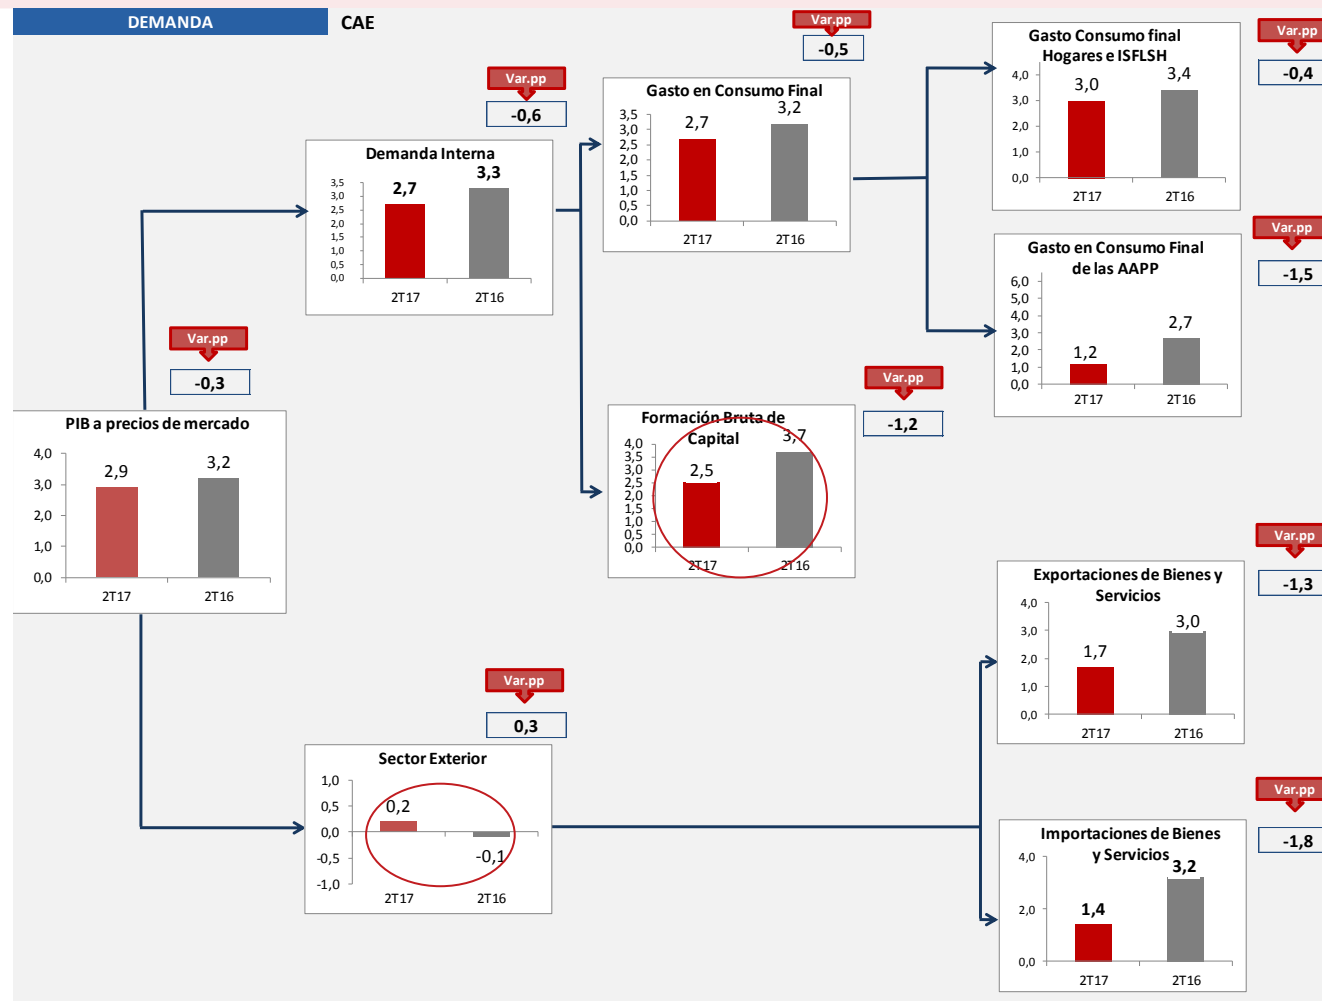 DEMANDA
CAE
Var.pp
-0,5
Var.pp
-0,6
Gasto Consumo final
Hogares e ISFLSH
4,0
3,0
2,0
1,0
0,0
3,0
3,4
2T17
2T16
Var.pp
-0,4
Gasto en Consumo Final
3,5
3,0
2,5
2,0
1,5
1,0
0,5
0,0
2,7
3,2
2T17
2T16
Demanda Interna
3,5
3,0
2,5
2,0
1,5
1,0
0,5
0,0
2,7
3,3
2T17
2T16
Gasto en Consumo Final
de las AAPP
6,0
5,0
4,0
3,0
2,0
1,0
0,0
1,2
2,7
2T17
2T16
Var.pp
-1,5
Var.pp
-0,3
PIB a precios de mercado
4,0
3,0
2,0
1,0
0,0
2,9
3,2
2T17
2T16
Formación Bruta de
Capital
4,0
3,5
3,0
2,5
2,0
1,5
1,0
0,5
0,0
2,5
3,7
2T17
2T16
Var.pp
-1,2
Exportaciones de Bienes y
Servicios
4,0
3,0
2,0
1,0
0,0
1,7
3,0
2T17
2T16
Var.pp
-1,3
Var.pp
0,3
Sector Exterior
1,0
0,5
0,0
-0,5
-1,0
0,2
-0,1
2T17
2T16
Importaciones de Bienes
y Servicios
4,0
2,0
0,0
1,4
3,2
2T17
2T16
Var.pp
-1,8